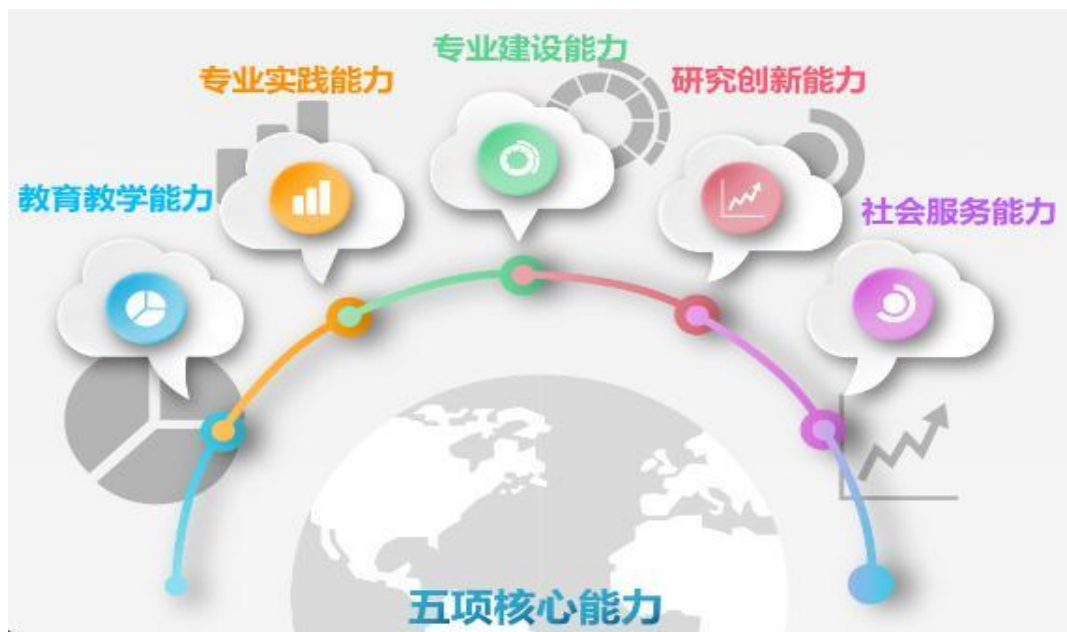 专业建设能力
专业实践能力
研究创新能力
教育教学能力
社会服务能力
五项核心能力